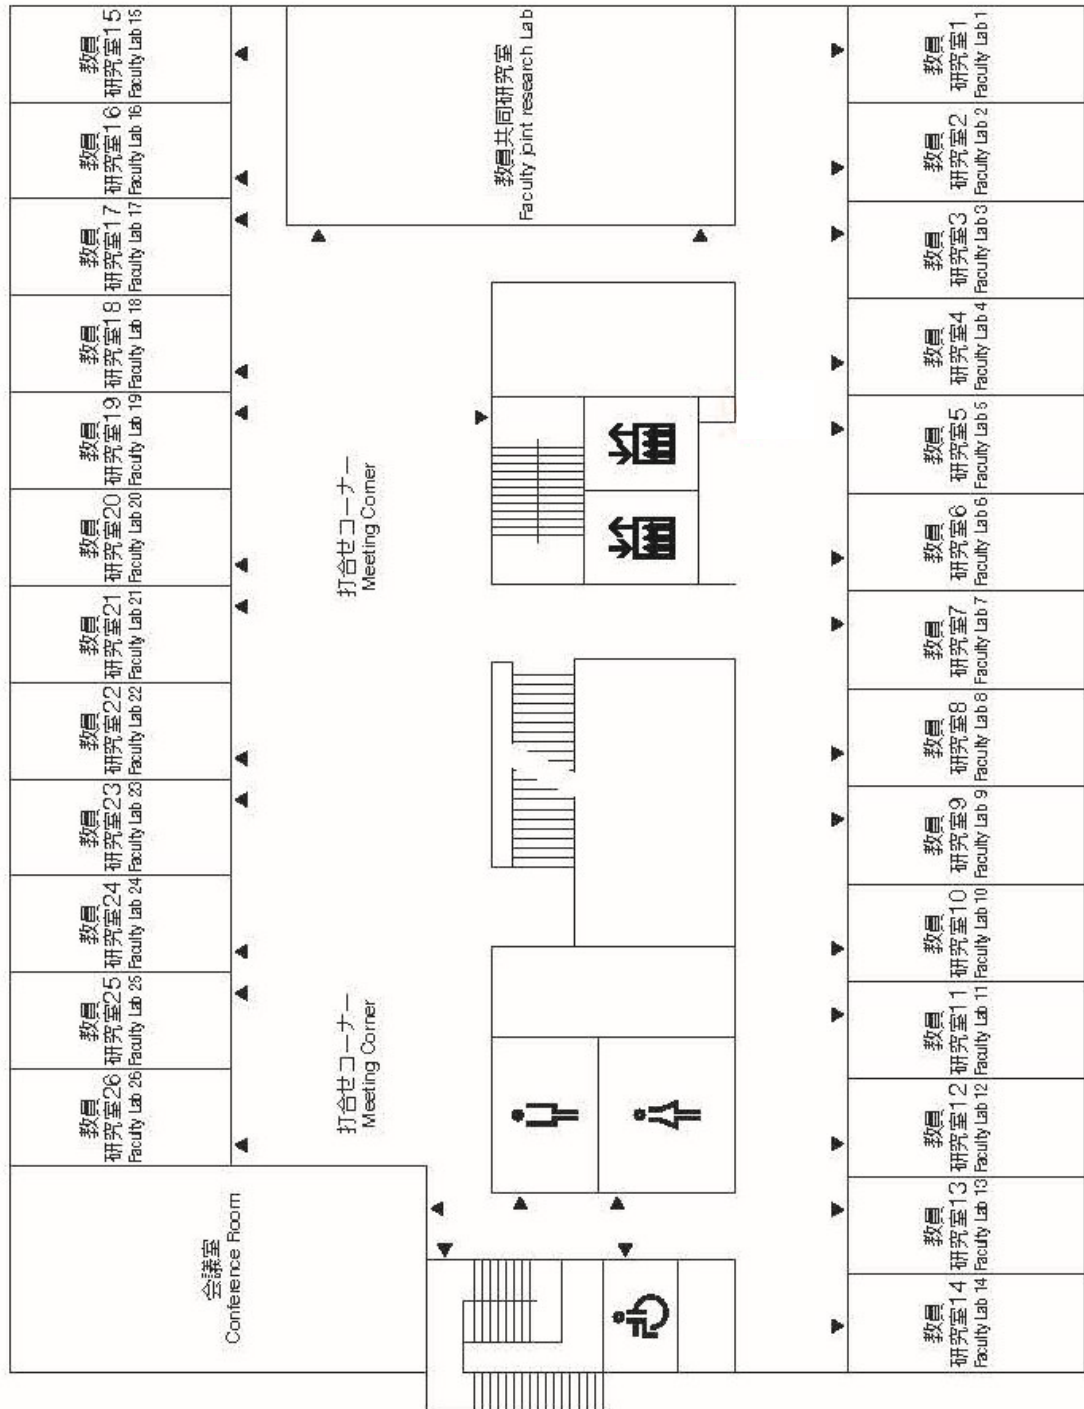 教員
研究室15
Faculty Lab 15
教員
研究室16
Faculty Lab 16
教員
研究室17
Faculty Lab 17
教員
研究室18
Faculty Lab 18
教員
研究室19
Faculty Lab 19
教員
研究室20
Faculty Lab 20
教員
研究室21
Faculty Lab 21
教員
研究室22
Faculty Lab 22
教員
研究室23
Faculty Lab 23
教員
研究室24
Faculty Lab 24
教員
研究室25
Faculty Lab 25
教員
研究室26
Faculty Lab 26
会議室
Conference Room
教員共同研究室
Faculty joint research Lab
打合せコーナー
Meeting Corner
打合せコーナー
Meeting Corner
教員
研究室1
Faculty Lab 1
教員
研究室2
Faculty Lab 2
教員
研究室3
Faculty Lab 3
教員
研究室4
Faculty Lab 4
教員
研究室5
Faculty Lab 5
教員
研究室6
Faculty Lab 6
教員
研究室7
Faculty Lab 7
教員
研究室8
Faculty Lab 8
教員
研究室9
Faculty Lab 9
教員
研究室10
Faculty Lab 10
教員
研究室11
Faculty Lab 11
教員
研究室12
Faculty Lab 12
教員
研究室13
Faculty Lab 13
教員
研究室14
Faculty Lab 14